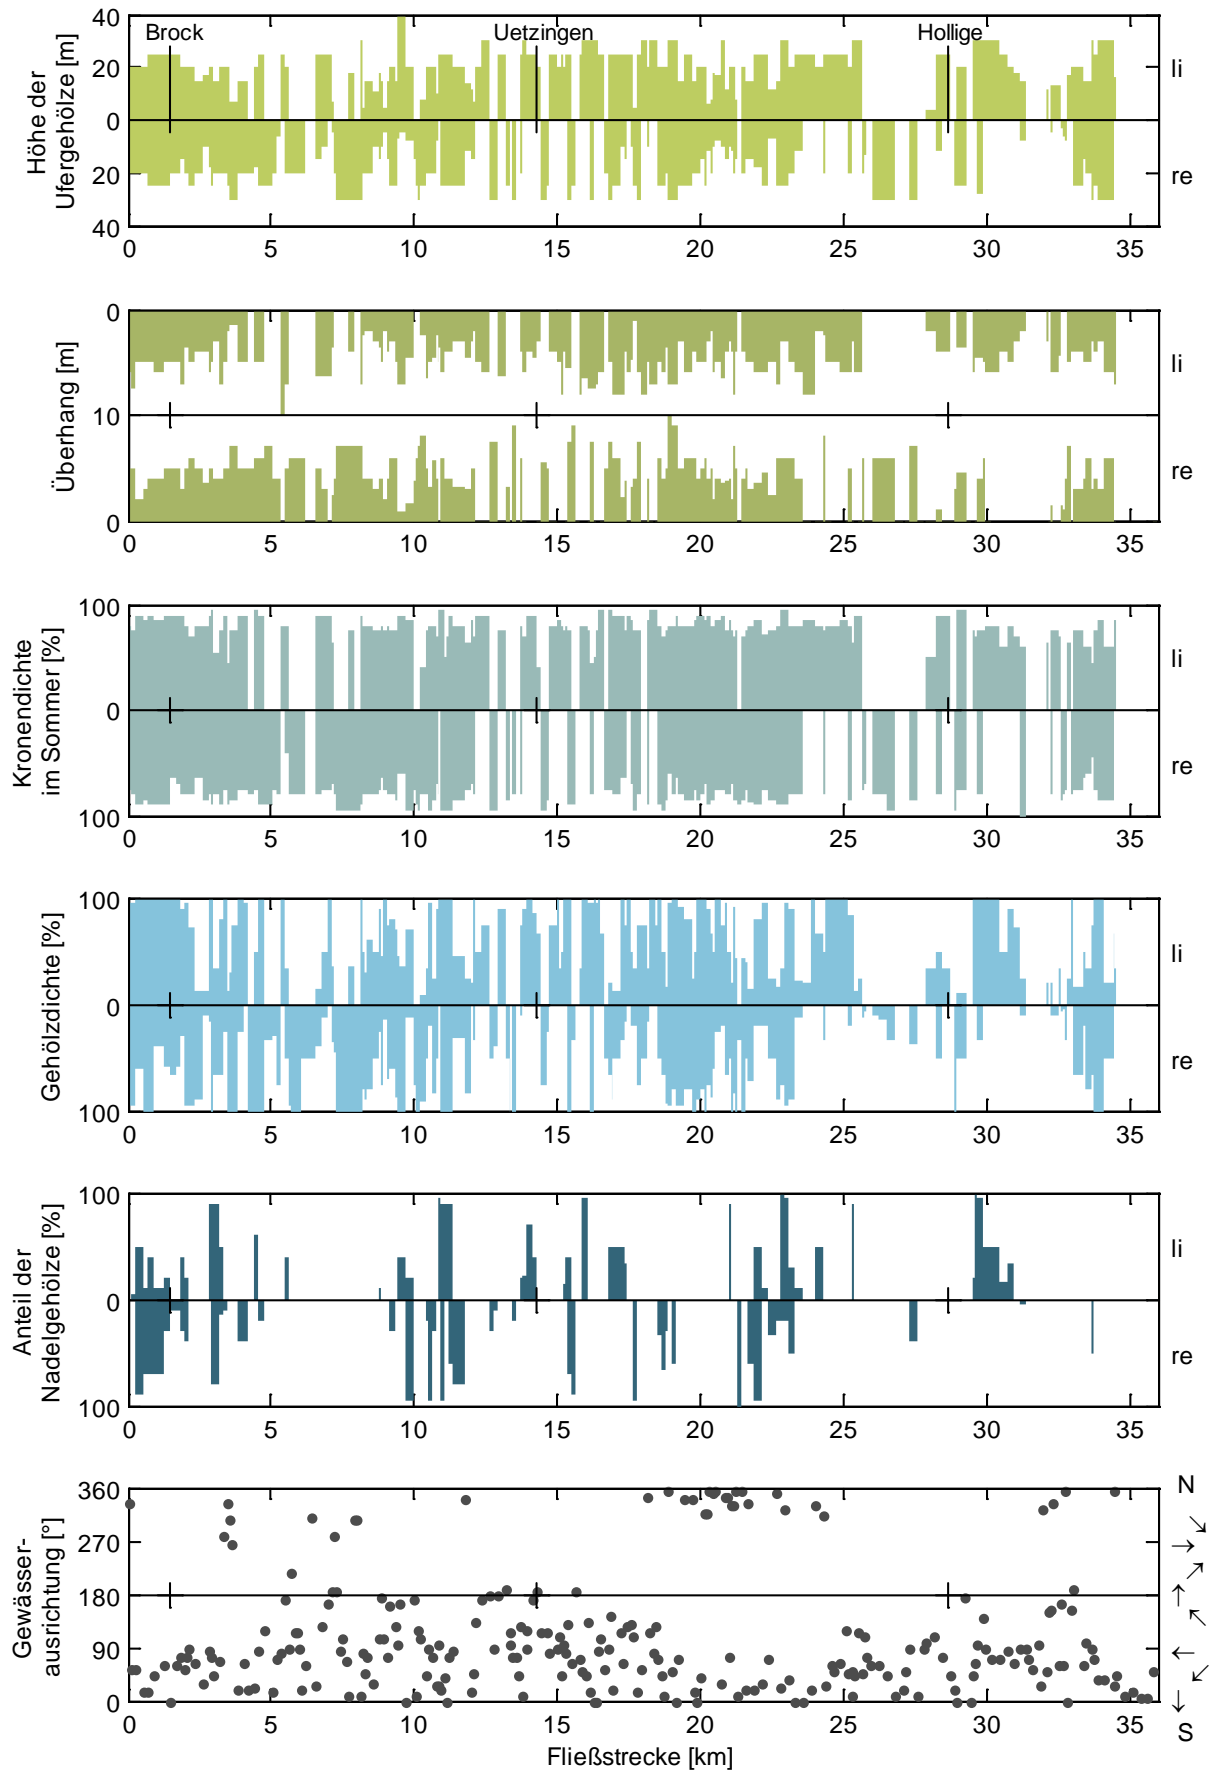 Höhe der
Ufergehölze [m]
40
20
0
20
40
Brock
Uetzingen
Hollige
li
re
0 5 10 15 20 25 30 35
Überhang [m]
0
10
0
li
re
0 5 10 15 20 25 30 35
Kronendichte
im Sommer [%]
100
0
100
li
re
0 5 10 15 20 25 30 35
Gehölzdichte [%]
100
0
100
li
re
0 5 10 15 20 25 30 35
Anteil der
Nadelgehölze [%]
100
0
100
li
re
0 5 10 15 20 25 30 35
Gewässer-
ausrichtung [°]
360
270
180
90
0
N
↘
→
↗
↑
↖
←
↙
↓
S
0 5 10 15 20 25 30 35
Fließstrecke [km]